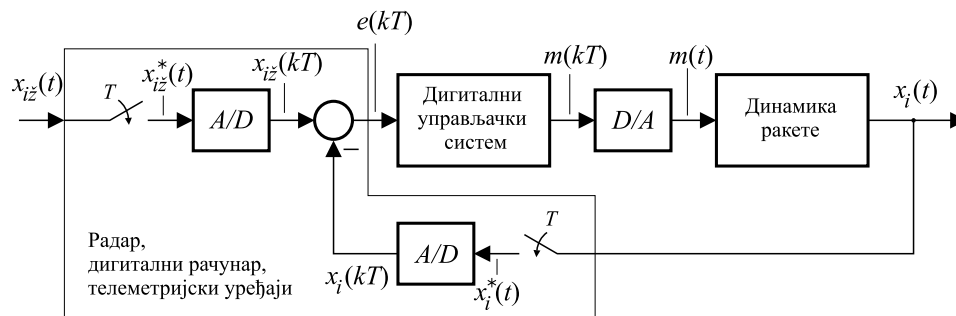 e(kT)
x_{iž}(t)
T
x^*_{iž}(t)
A/D
x_{iž}(kT)
–
Дигитални
управљачки
систем
m(kT)
D/A
m(t)
Динамика
ракете
x_i(t)
Радар,
дигитални рачунар,
телеметријски уређаји
x_i(kT)
A/D
x^*_i(t)
T